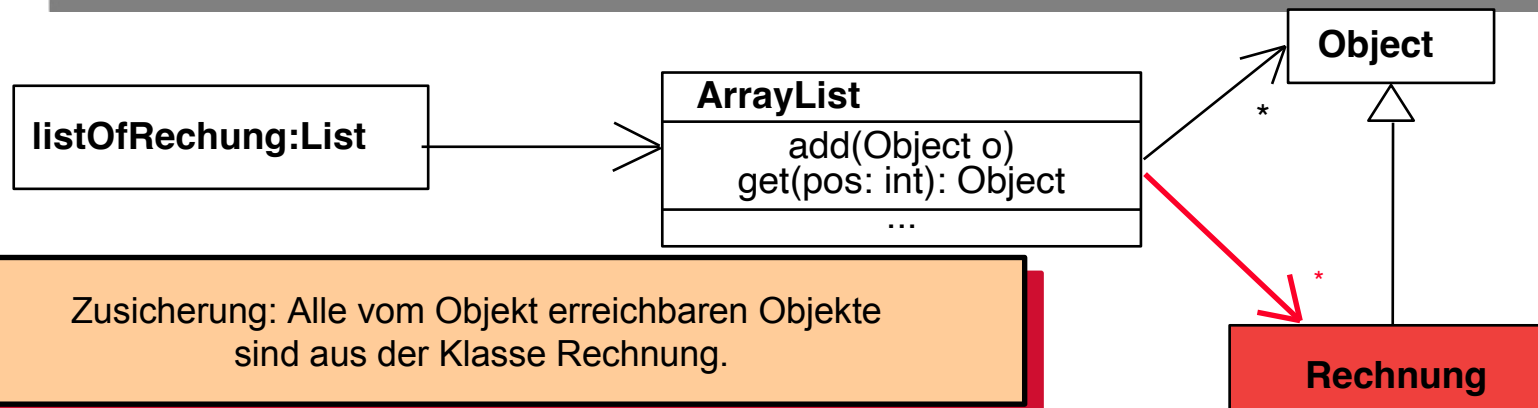 Object
*
ArrayList
listOfRechung:List
add(Object o)
get(pos: int): Object
...
*
Zusicherung: Alle vom Objekt erreichbaren Objekte
sind aus der Klasse Rechnung.
Rechnung